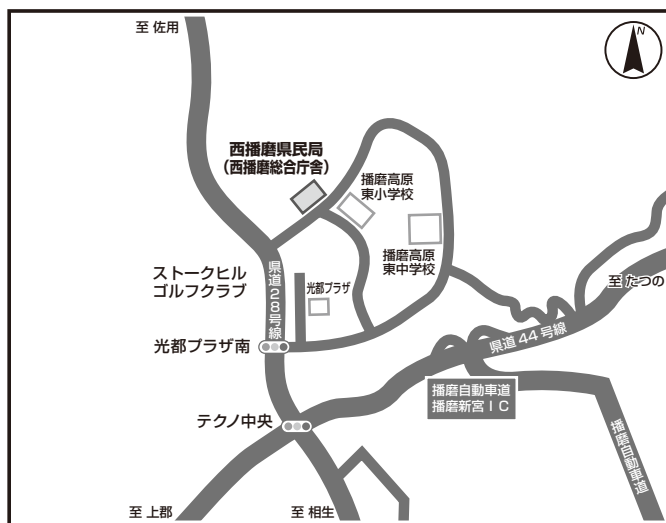 至 佐用
N
西播磨県民局
(西播磨総合庁舎)
播磨高原
東小学校
播磨高原
東中学校
ストークヒル
ゴルフクラブ
県道28号線
光都プラザ
至 たつの
光都プラザ南
県道44号線
播磨自動車道
播磨新宮IC
テクノ中央
播磨自動車道
至 上郡
至 相生